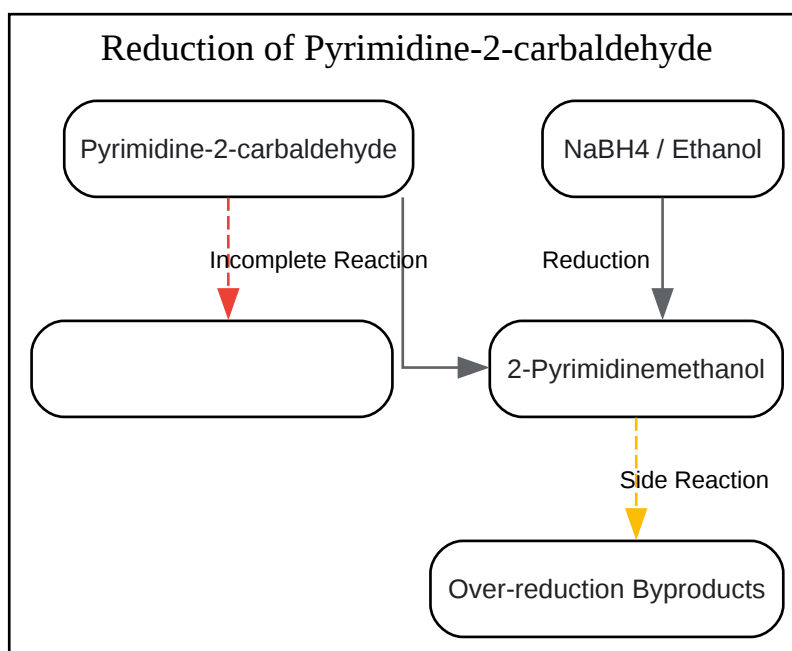 Reduction of Pyrimidine-2-carbaldehyde
Pyrimidine-2-carbaldehyde
NaBH4 / Ethanol
Incomplete Reaction
Reduction
2-Pyrimidinemethanol
Side Reaction
Over-reduction Byproducts